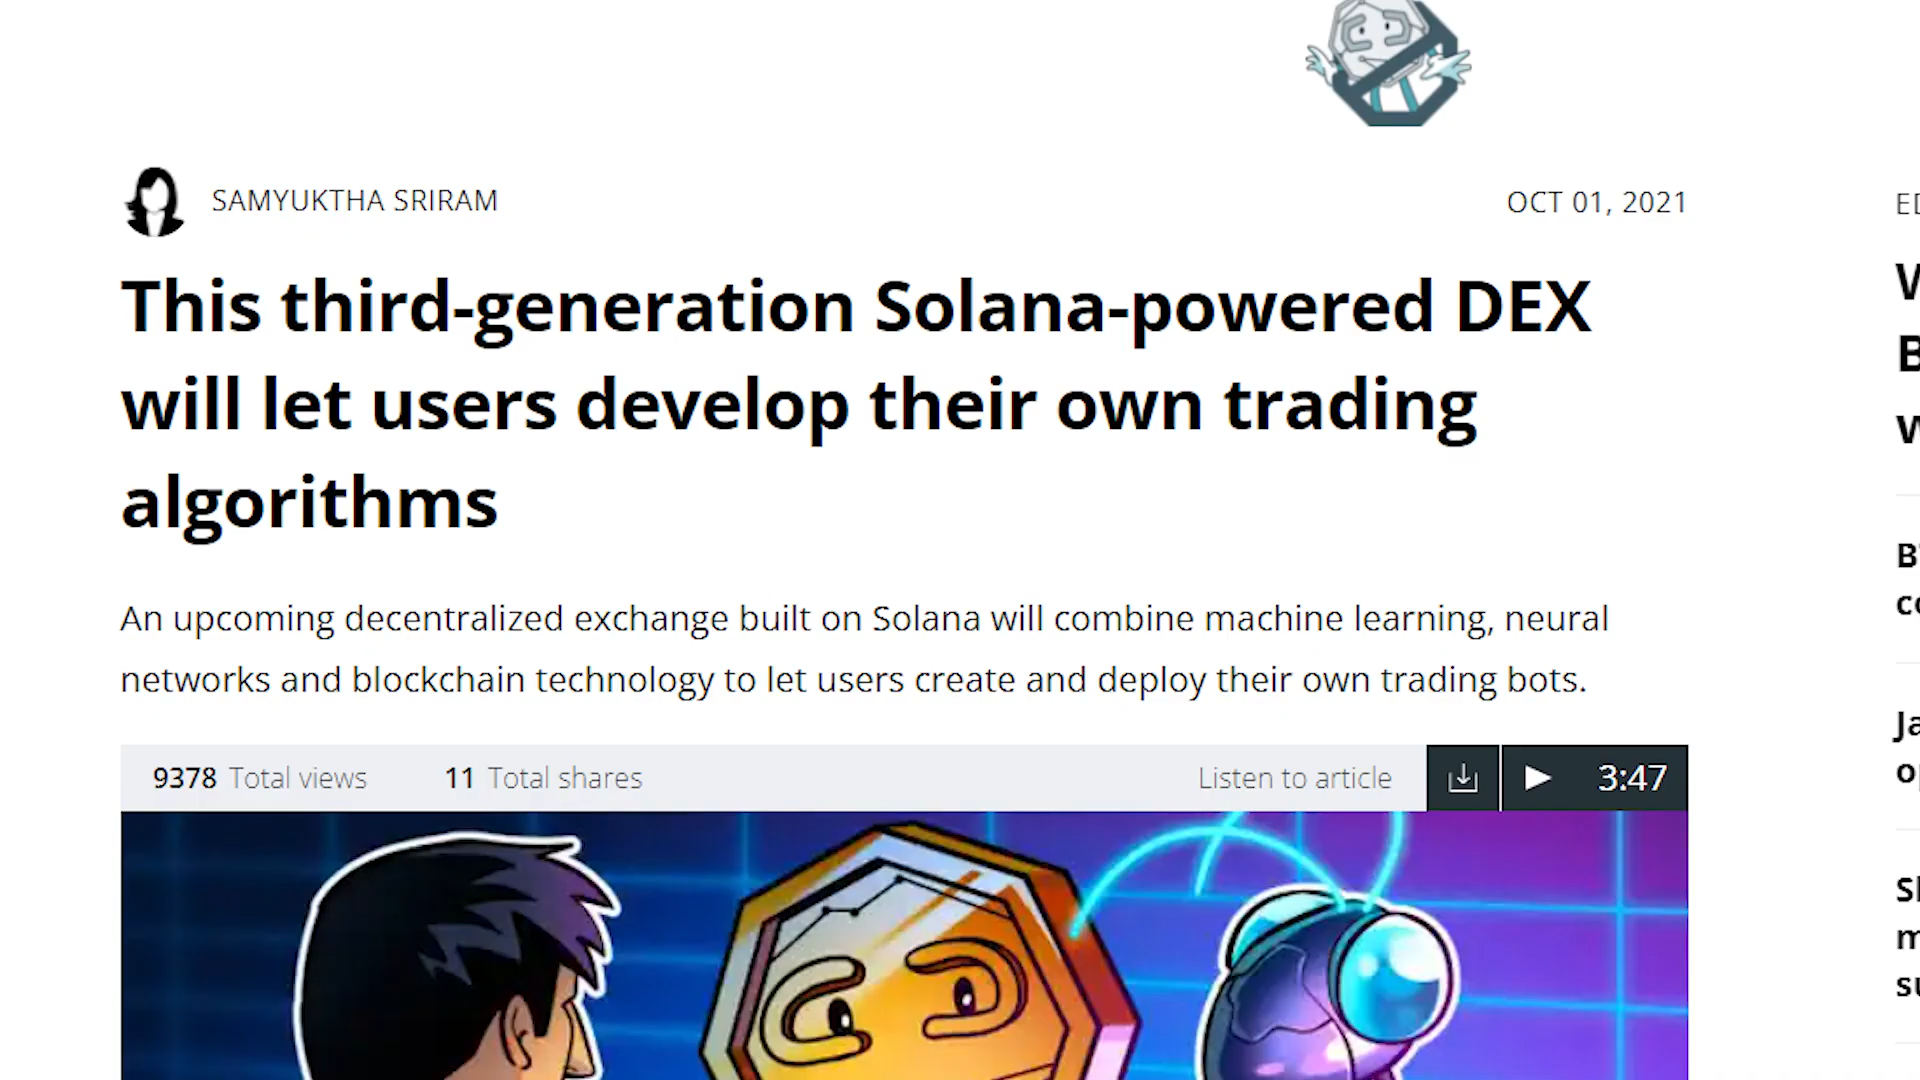 SAMYUKTHA SRIRAM
OCT 01, 2021
This third-generation Solana-powered DEX
will let users develop their own trading
algorithms
An upcoming decentralized exchange built on Solana will combine machine learning, neural
networks and blockchain technology to let users create and deploy their own trading bots.
9378 Total views
11 Total shares
Listen to article
3:47